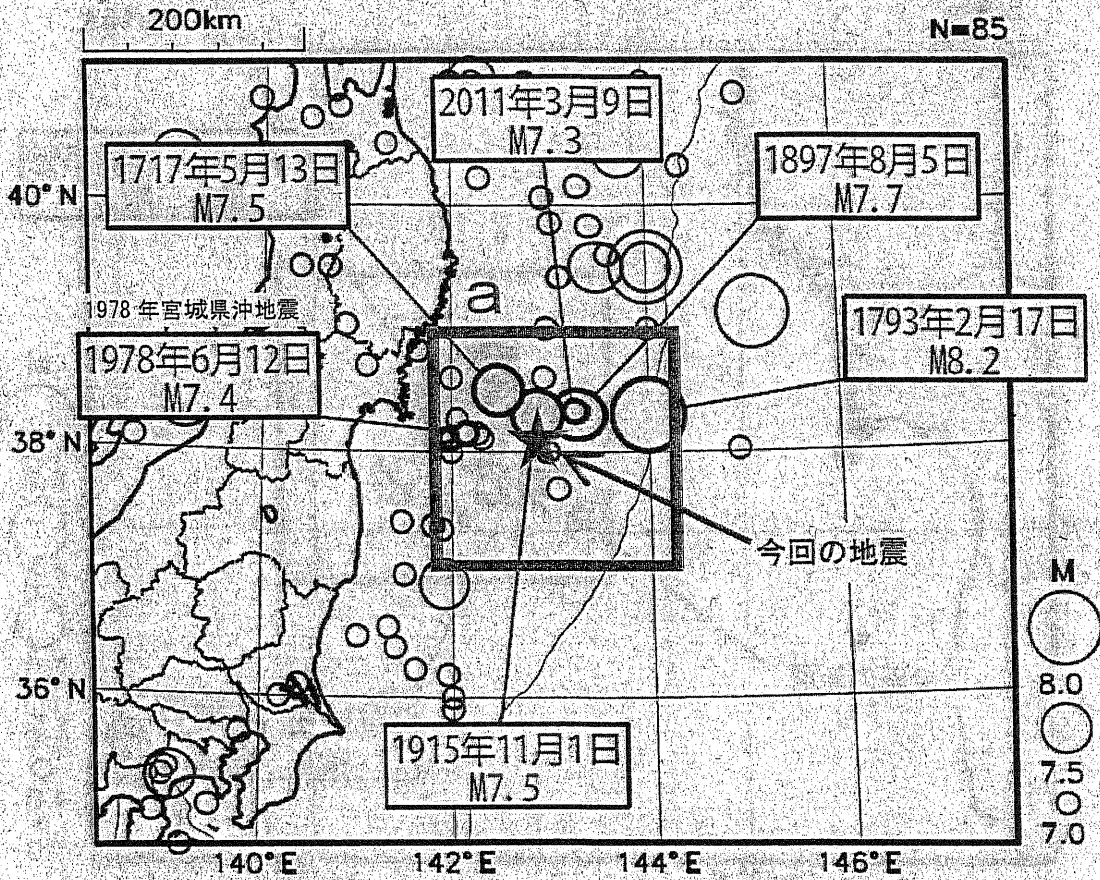 200km
N=85
2011年3月9日
M7.3
1717年5月13日
M7.5
1897年8月5日
M7.7
40°N
a
1978年宮城県沖地震
1978年6月12日
M7.4
1793年2月17日
M8.2
38°N
今回の地震
M
8.0
7.5
7.0
36°N
1915年11月1日
M7.5
140°E
142°E
144°E
146°E